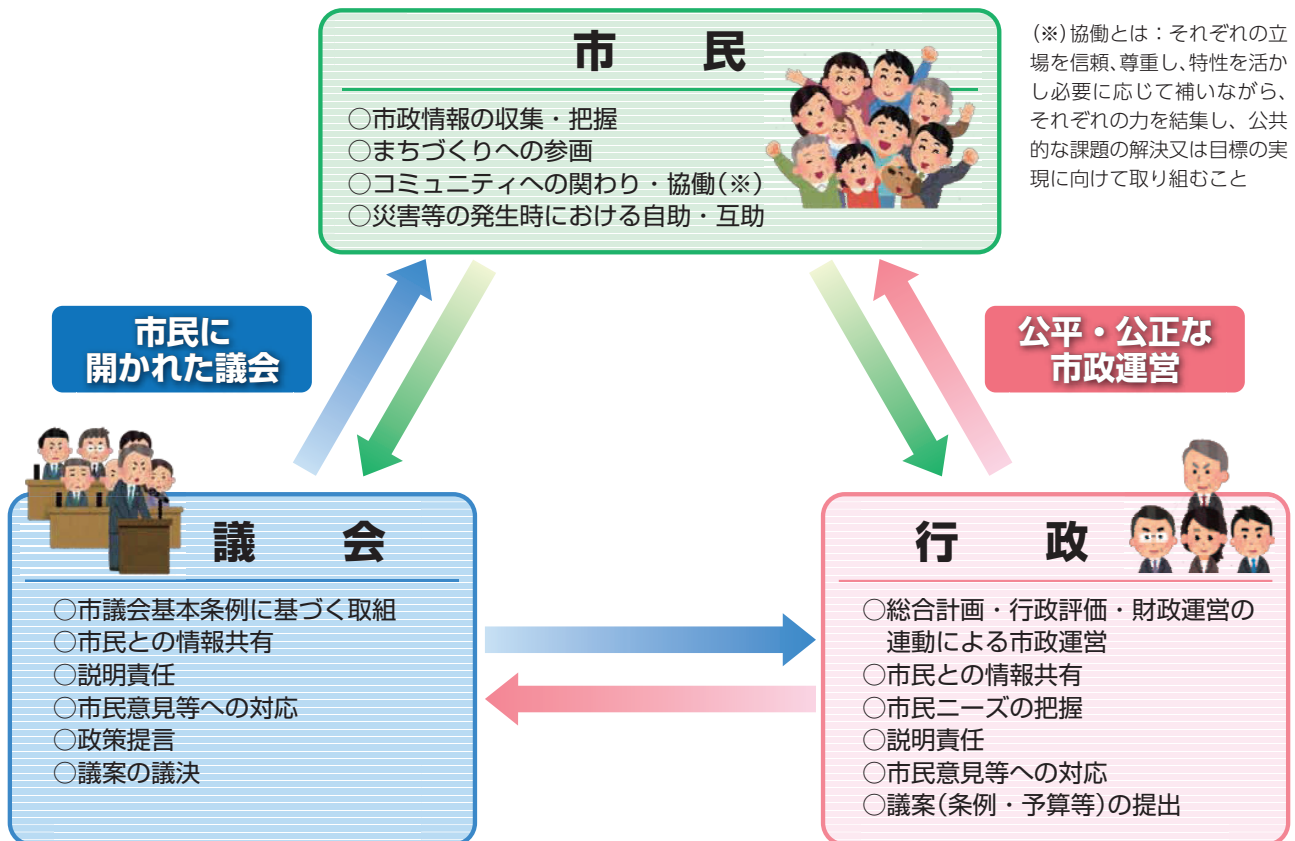 市　民
○市政情報の収集・把握
○まちづくりへの参画
○コミュニティへの関わり・協働(※)
○災害等の発生時における自助・互助
(※)協働とは：それぞれの立
場を信頼、尊重し、特性を活か
し必要に応じて補いながら、
それぞれの力を結集し、公共
的な課題の解決又は目標の実
現に向けて取り組むこと
市民に
開かれた議会
公平・公正な
市政運営
議　会
○市議会基本条例に基づく取組
○市民との情報共有
○説明責任
○市民意見等への対応
○政策提言
○議案の議決
行　政
○総合計画・行政評価・財政運営の
連動による市政運営
○市民との情報共有
○市民ニーズの把握
○説明責任
○市民意見等への対応
○議案(条例・予算等)の提出